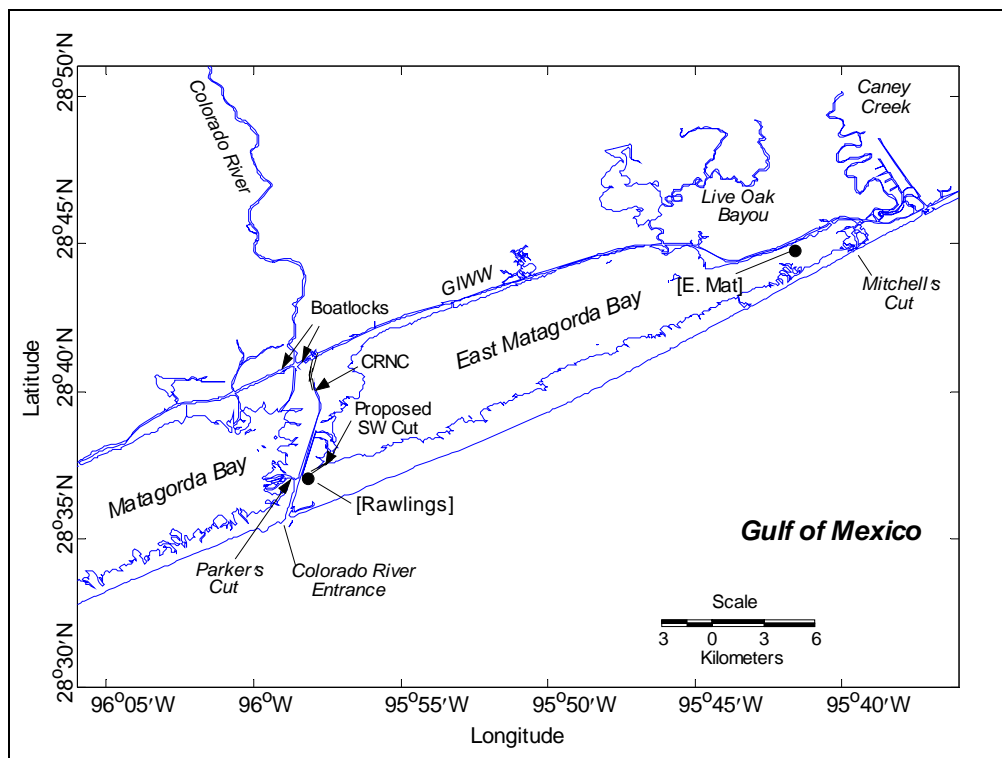 28°50'N
28°45'N
28°40'N
28°35'N
28°30'N
Latitude
Colorado River
Caney
Creek
Live Oak
Bayou
GIWW
[E. Mat]
Mitchell's
Cut
Boatlocks
East Matagorda Bay
CRNC
Proposed
SW Cut
Matagorda Bay
[Rawlings]
Parker's
Cut
Colorado River
Entrance
Gulf of Mexico
Scale
3 0 3 6
Kilometers
96°05'W 96°W 95°55'W 95°50'W 95°45'W 95°40'W
Longitude